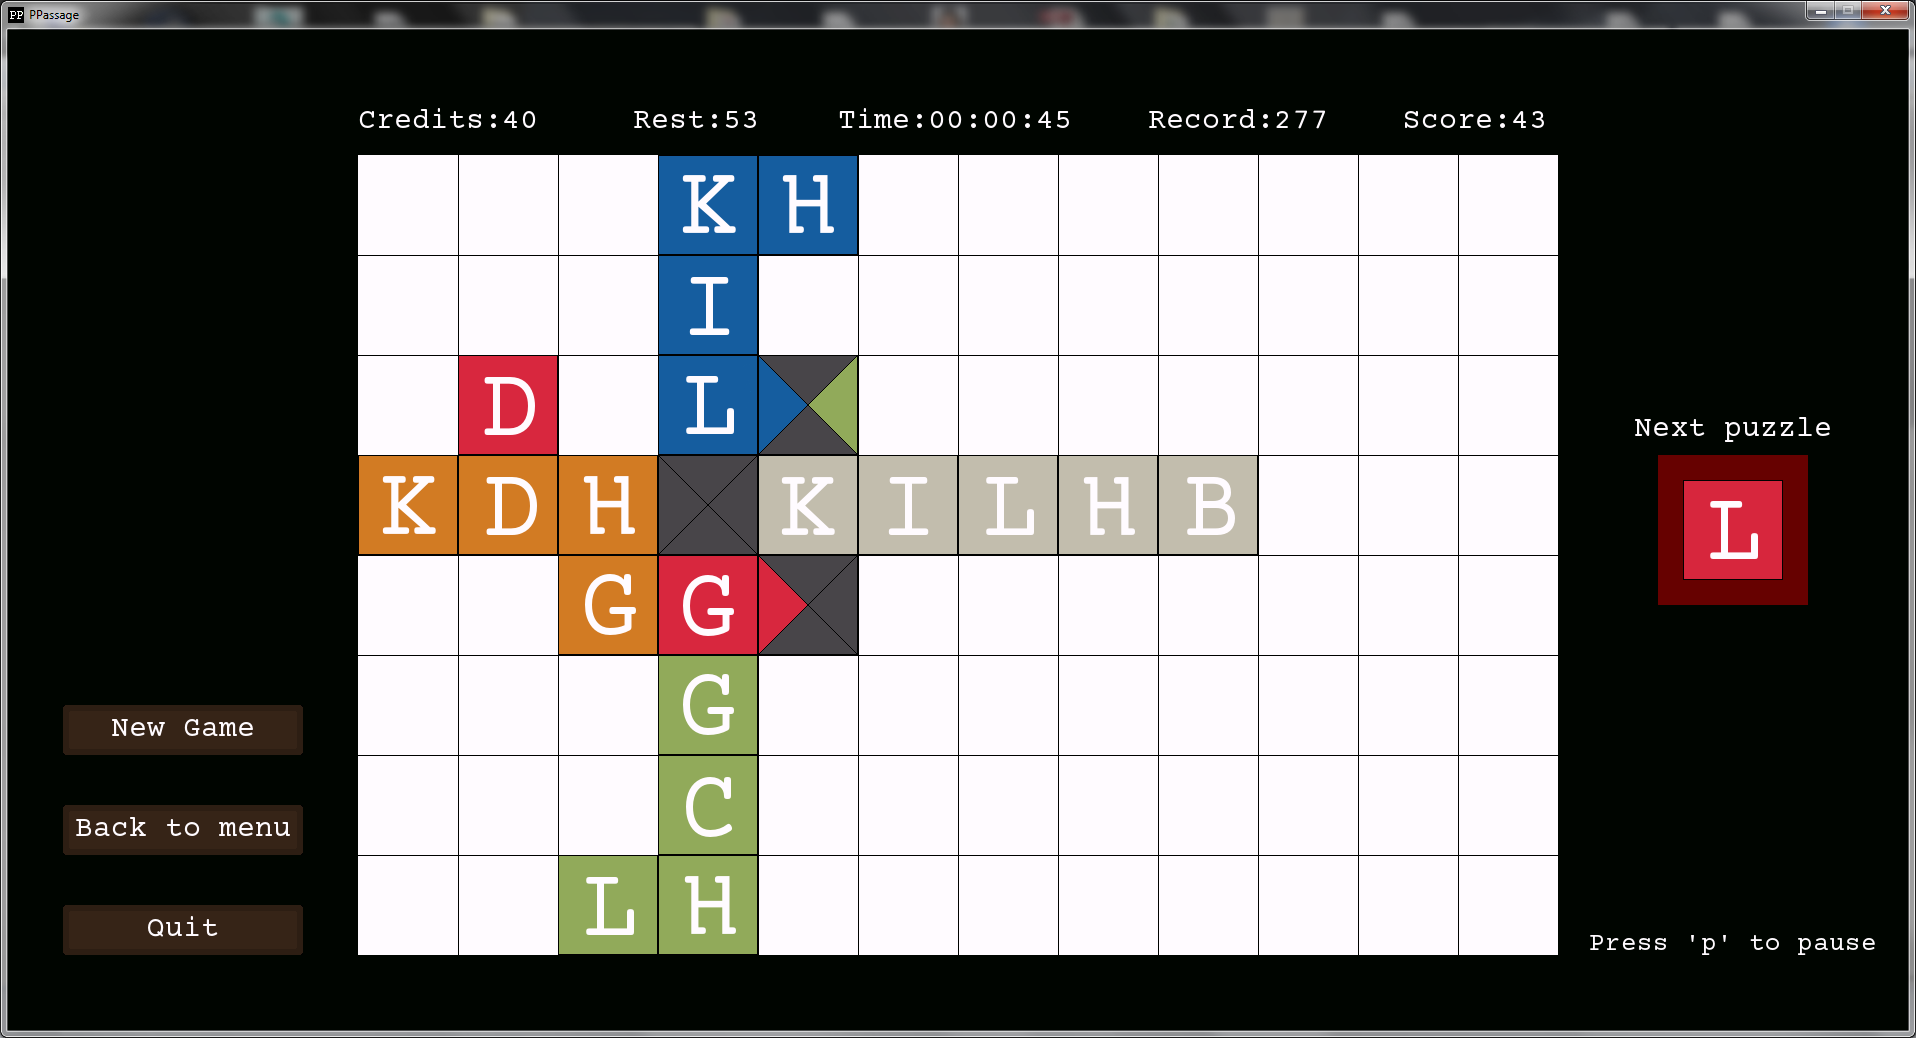 PP PPassage
Credits:40 Rest:53 Time:00:00:45 Record:277 Score:43
K H
I
D L
Next puzzle
K D H K I L H B
L
G G
G
New Game
C
Back to menu
L H
Quit
Press 'p' to pause